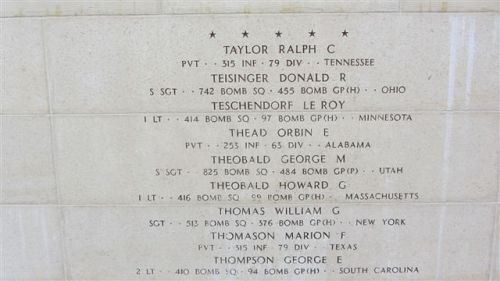 TAYLOR RALPH C
PVT · · 315 INF · 79 DIV · · TENNESSEE
TEISINGER DONALD R
S SGT · · 742 BOMB SQ · 455 BOMB GP(H) · · OHIO
TESCHENDORF LE ROY
1 LT · · 414 BOMB SQ · 97 BOMB GP(H) · · MINNESOTA
THEAD ORBIN E
PVT · · 253 INF · 63 DIV · · ALABAMA
THEOBALD GEORGE M
S SGT · · 825 BOMB SQ · 484 BOMB GP(P) · · UTAH
THEOBALD HOWARD G
1 LT · · 416 BOMB SQ · 99 BOMB GP(H) · · MASSACHUSETTS
THOMAS WILLIAM G
SGT · · 513 BOMB SQ · 376 BOMB GP(H) · · NEW YORK
THOMASON MARION F
PVT · · 315 INF · 79 DIV · · TEXAS
THOMPSON GEORGE E
2 LT · · 410 BOMB SQ · 94 BOMB GP(H) · · SOUTH CAROLINA